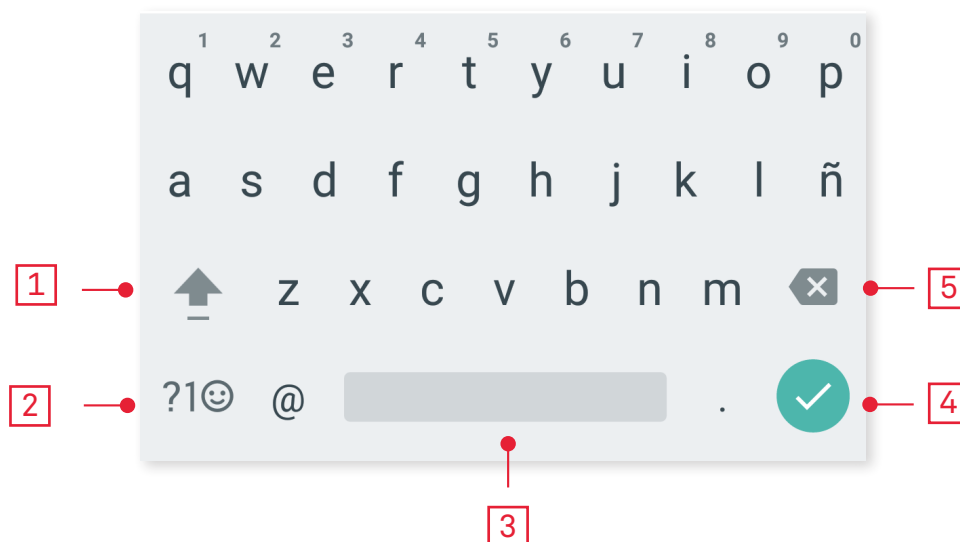 1 2 3 4 5 6 7 8 9 0
q w e r t y u i o p
a s d f g h j k l ñ
1 z x c v b n m 5
2 ?1☺ @ . 4
3